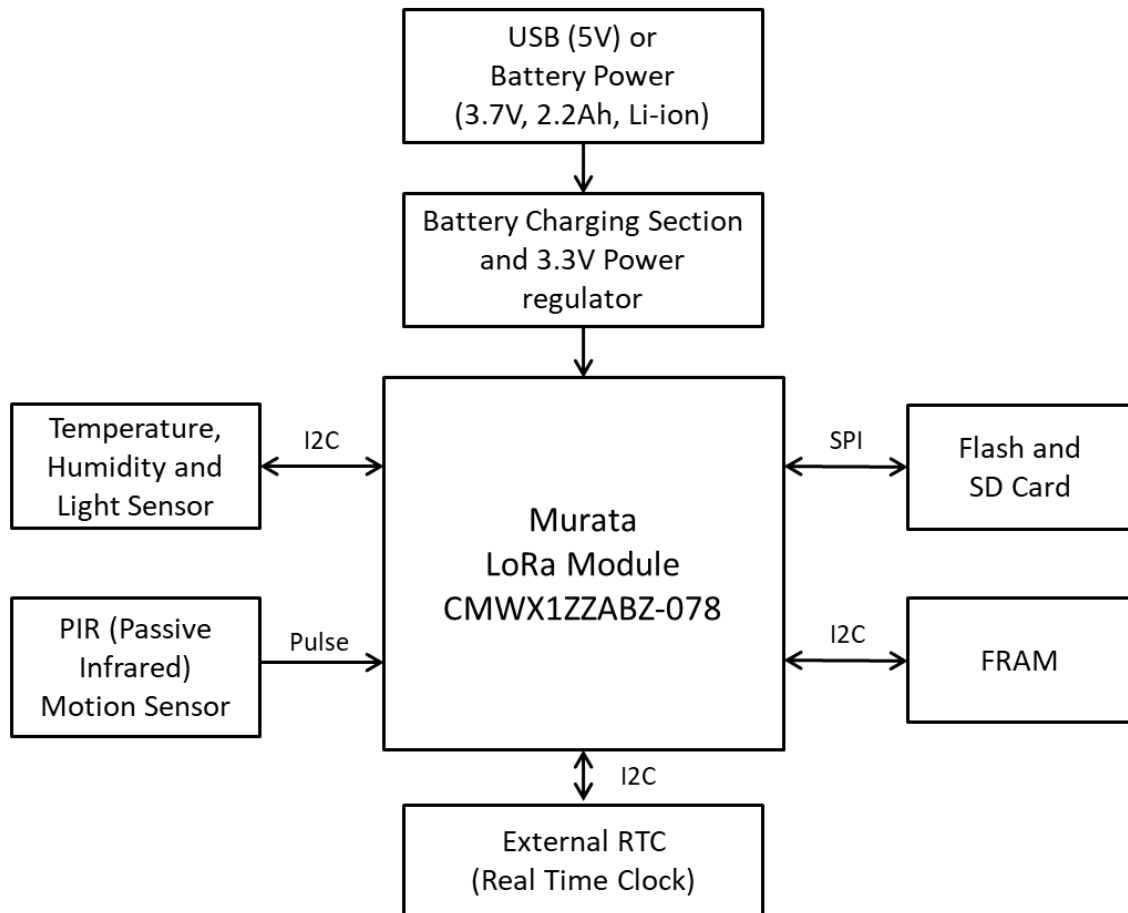 USB (5V) or
Battery Power
(3.7V, 2.2Ah, Li-ion)
Battery Charging Section
and 3.3V Power
regulator
Temperature,
Humidity and
Light Sensor
I2C
Murata
LoRa Module
CMWX1ZZABZ-078
SPI
Flash and
SD Card
PIR (Passive
Infrared)
Motion Sensor
Pulse
I2C
FRAM
I2C
External RTC
(Real Time Clock)